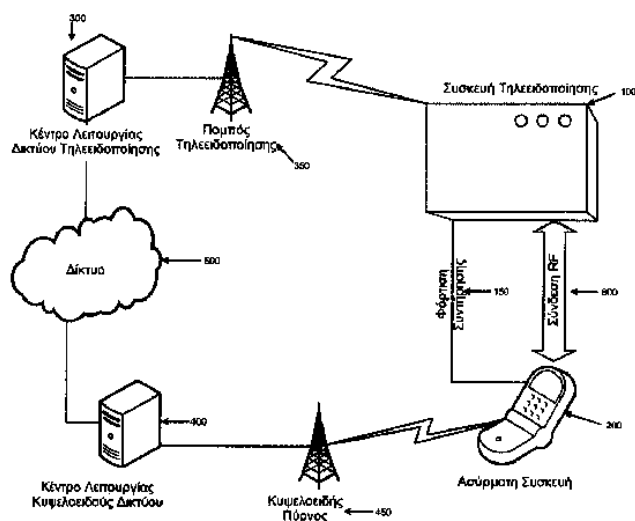 300
Συσκευή Τηλεειδοποίησης
100
Κέντρο Λειτουργίας
Δικτύου Τηλεειδοποίησης
Πομπός
Τηλεειδοποίησης
350
Δίκτυο
500
Φόρτιση
Συντήρησης
150
Σύνδεση RF
600
400
200
Κέντρο Λειτουργίας
Κυψελοειδούς Δικτύου
Κυψελοειδής
Πύργος
450
Ασύρματη Συσκευή